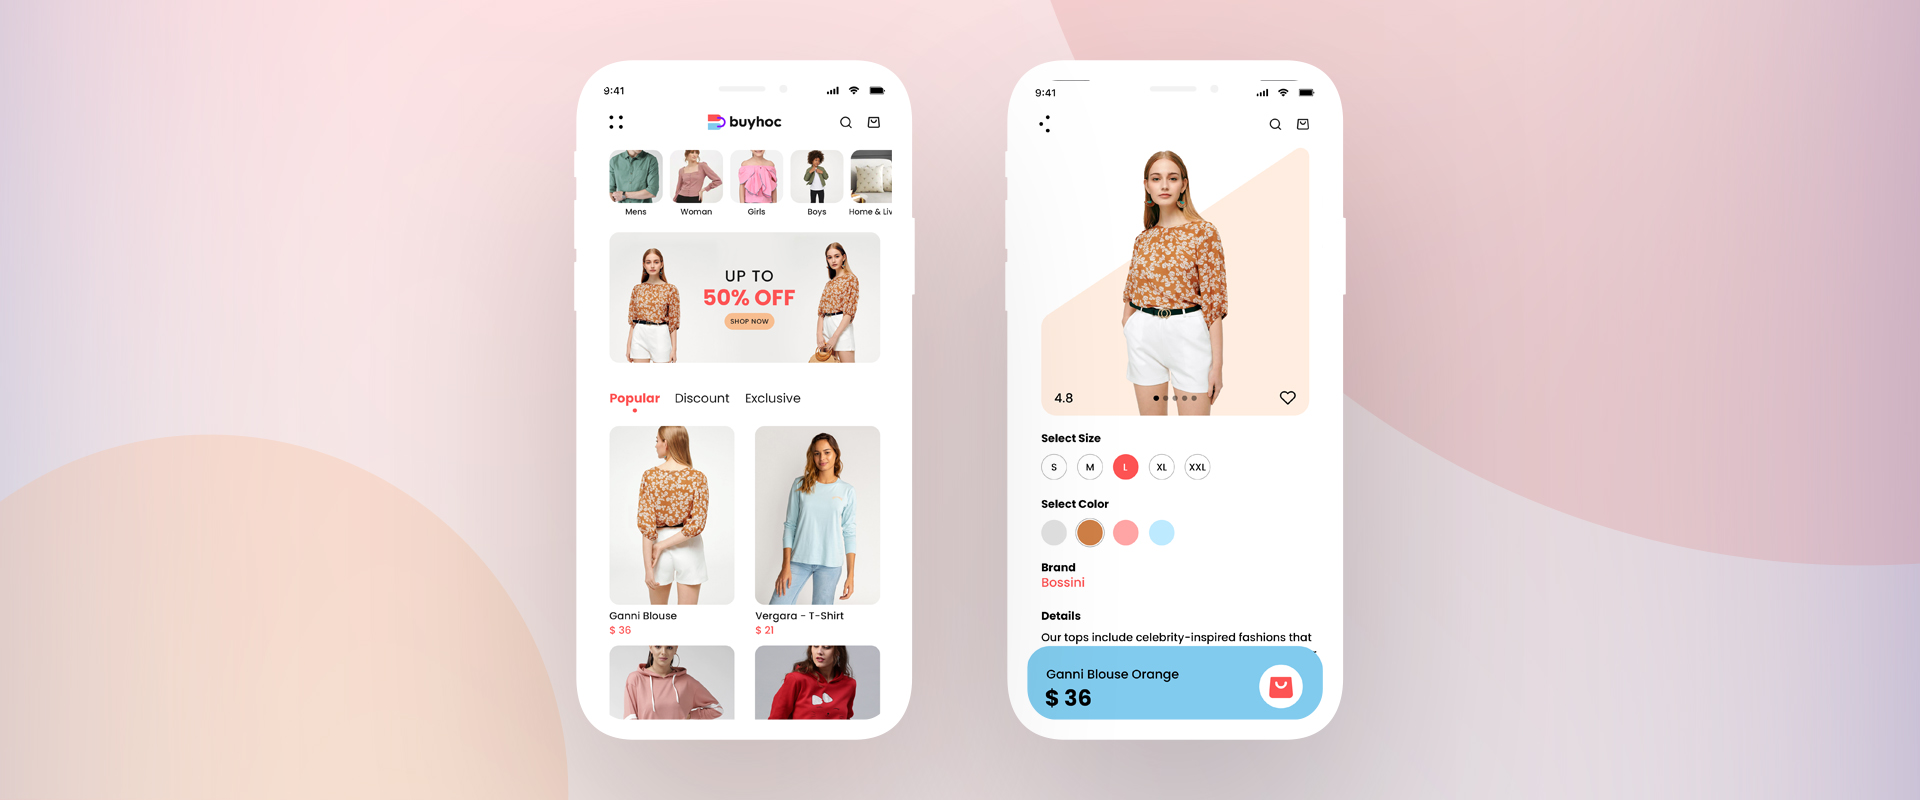 9:41
buyhoc
Mens Woman Girls Boys Home & Liv
UP TO
50% OFF
SHOP NOW
Popular Discount Exclusive
Ganni Blouse
$ 36
Vergara - T-Shirt
$ 21
9:41
4.8
Select Size
S M L XL XXL
Select Color
Brand
Bossini
Details
Our tops include celebrity-inspired fashions that
Ganni Blouse Orange
$ 36